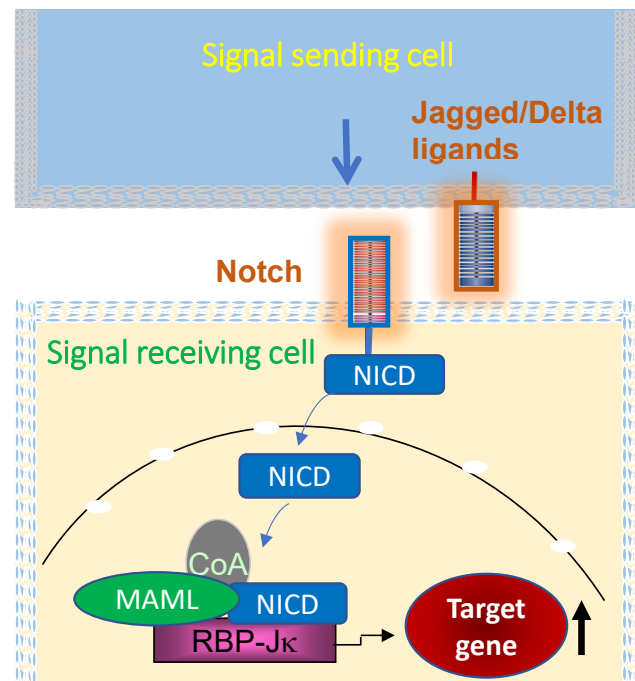 Signal sending cell
Jagged/Delta
ligands
Notch
Signal receiving cell
NICD
NICD
CoA
MAML
NICD
RBP-Jκ
Target
gene